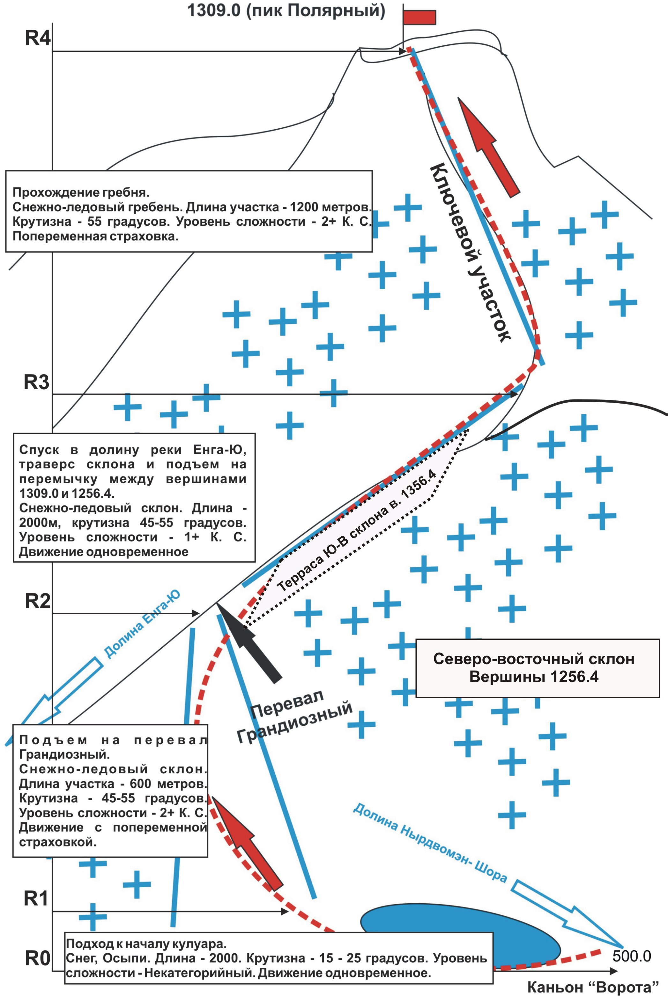 1309.0 (пик Полярный)
R4
Ключевой участок
Прохождение гребня.
Снежно-ледовый гребень. Длина участка - 1200 метров.
Крутизна - 55 градусов. Уровень сложности - 2+ К. С.
Попеременная страховка.
R3
Спуск в долину реки Енга-Ю,
траверс склона и подъем на
перемычку между вершинами
1309.0 и 1256.4.
Снежно-ледовый склон. Длина -
2000м, крутизна 45-55 градусов.
Уровень сложности - 1+ К. С.
Движение одновременное
Терраса Ю-В склона в. 1356.4
R2
Долина Енга-Ю
Северо-восточный склон
Вершины 1256.4
Перевал
Грандиозный
Подъем на перевал
Грандиозный.
Снежно-ледовый склон.
Длина участка - 600 метров.
Крутизна - 45-55 градусов.
Уровень сложности - 2+ К. С.
Движение с попеременной
страховкой.
Долина Нырдвомэн- Шора
R1
Подход к началу кулуара.
Снег, Осыпи. Длина - 2000. Крутизна - 15 - 25 градусов. Уровень
сложности - Некатегорийный. Движение одновременное.
R0
500.0
Каньон “Ворота”